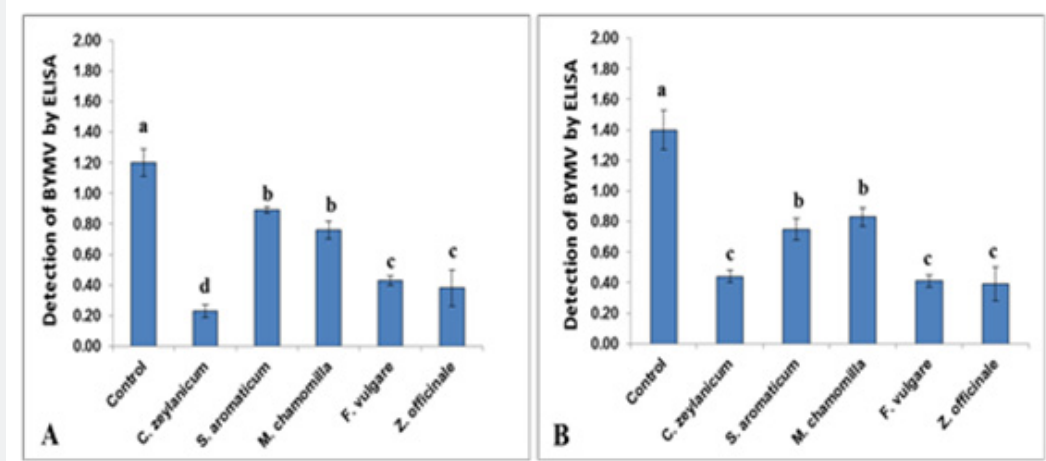 Detection of BYMV by ELISA
2.00
1.80
1.60
1.40
1.20
1.00
0.80
0.60
0.40
0.20
0.00
a
d
b
b
c
c
Control
C. zeylanicum
S. aromaticum
M. chamomilla
F. vulgare
Z. officinale
A
Detection of BYMV by ELISA
2.00
1.80
1.60
1.40
1.20
1.00
0.80
0.60
0.40
0.20
0.00
a
c
b
b
c
c
Control
C. zeylanicum
S. aromaticum
M. chamomilla
F. vulgare
Z. officinale
B